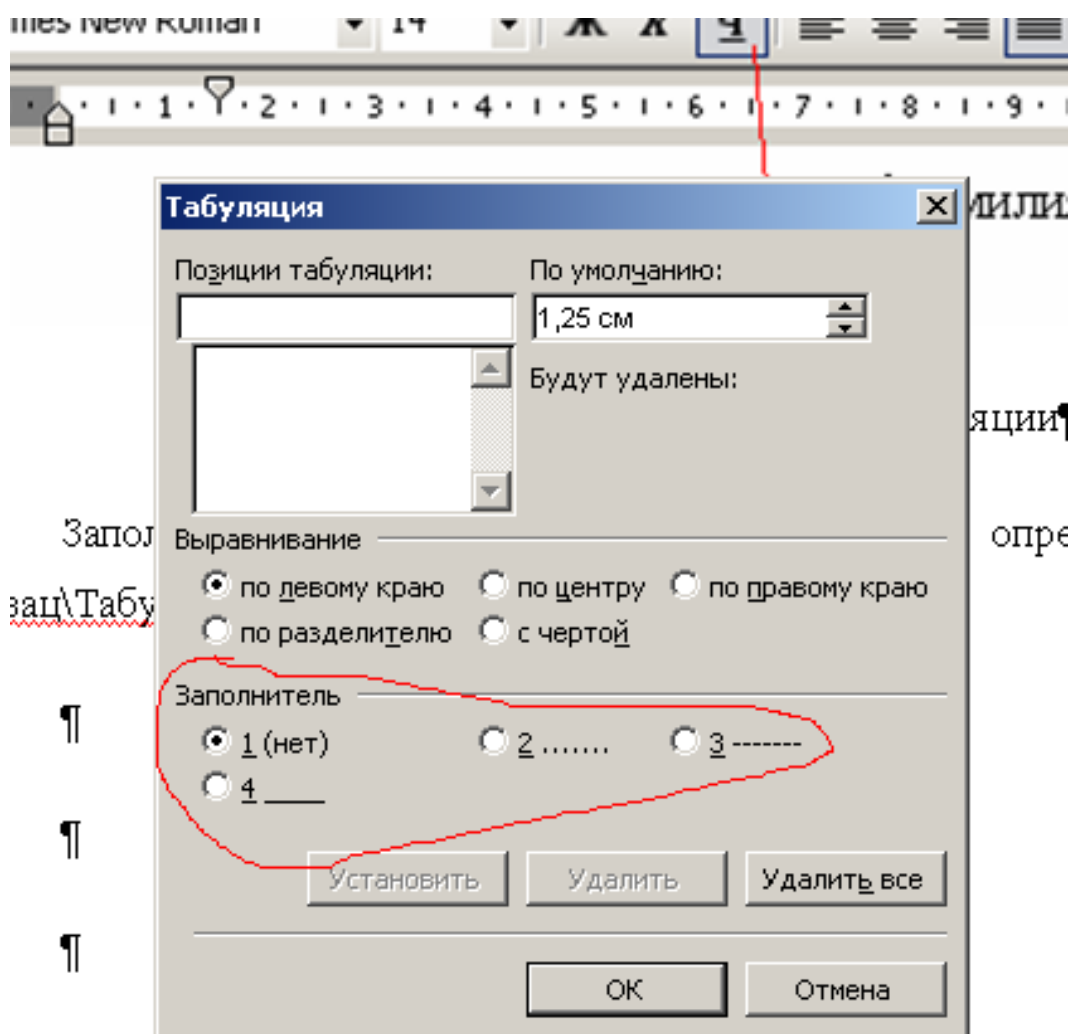 New Roman 14 Ж Х Ч
1 2 3 4 5 6 7 8 9
Табуляция
Позиции табуляции: По умолчанию:
1,25 см
Будут удалены:
яции¶
Запол опре
зац\Табу
Выравнивание
по левому краю по центру по правому краю
по разделителю с чертой
Заполнитель
1 (нет) 2 ....... 3 -------
4 ____
¶
¶
¶
Установить Удалить Удалить все
ОК Отмена